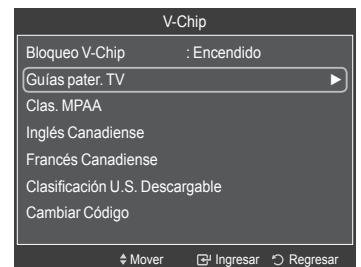 V-Chip
Bloqueo V-Chip : Encendido
Guías pater. TV ►
Clas. MPAA
Inglés Canadiense
Francés Canadiense
Clasificación U.S. Descargable
Cambiar Código
Mover Ingresar Regresar